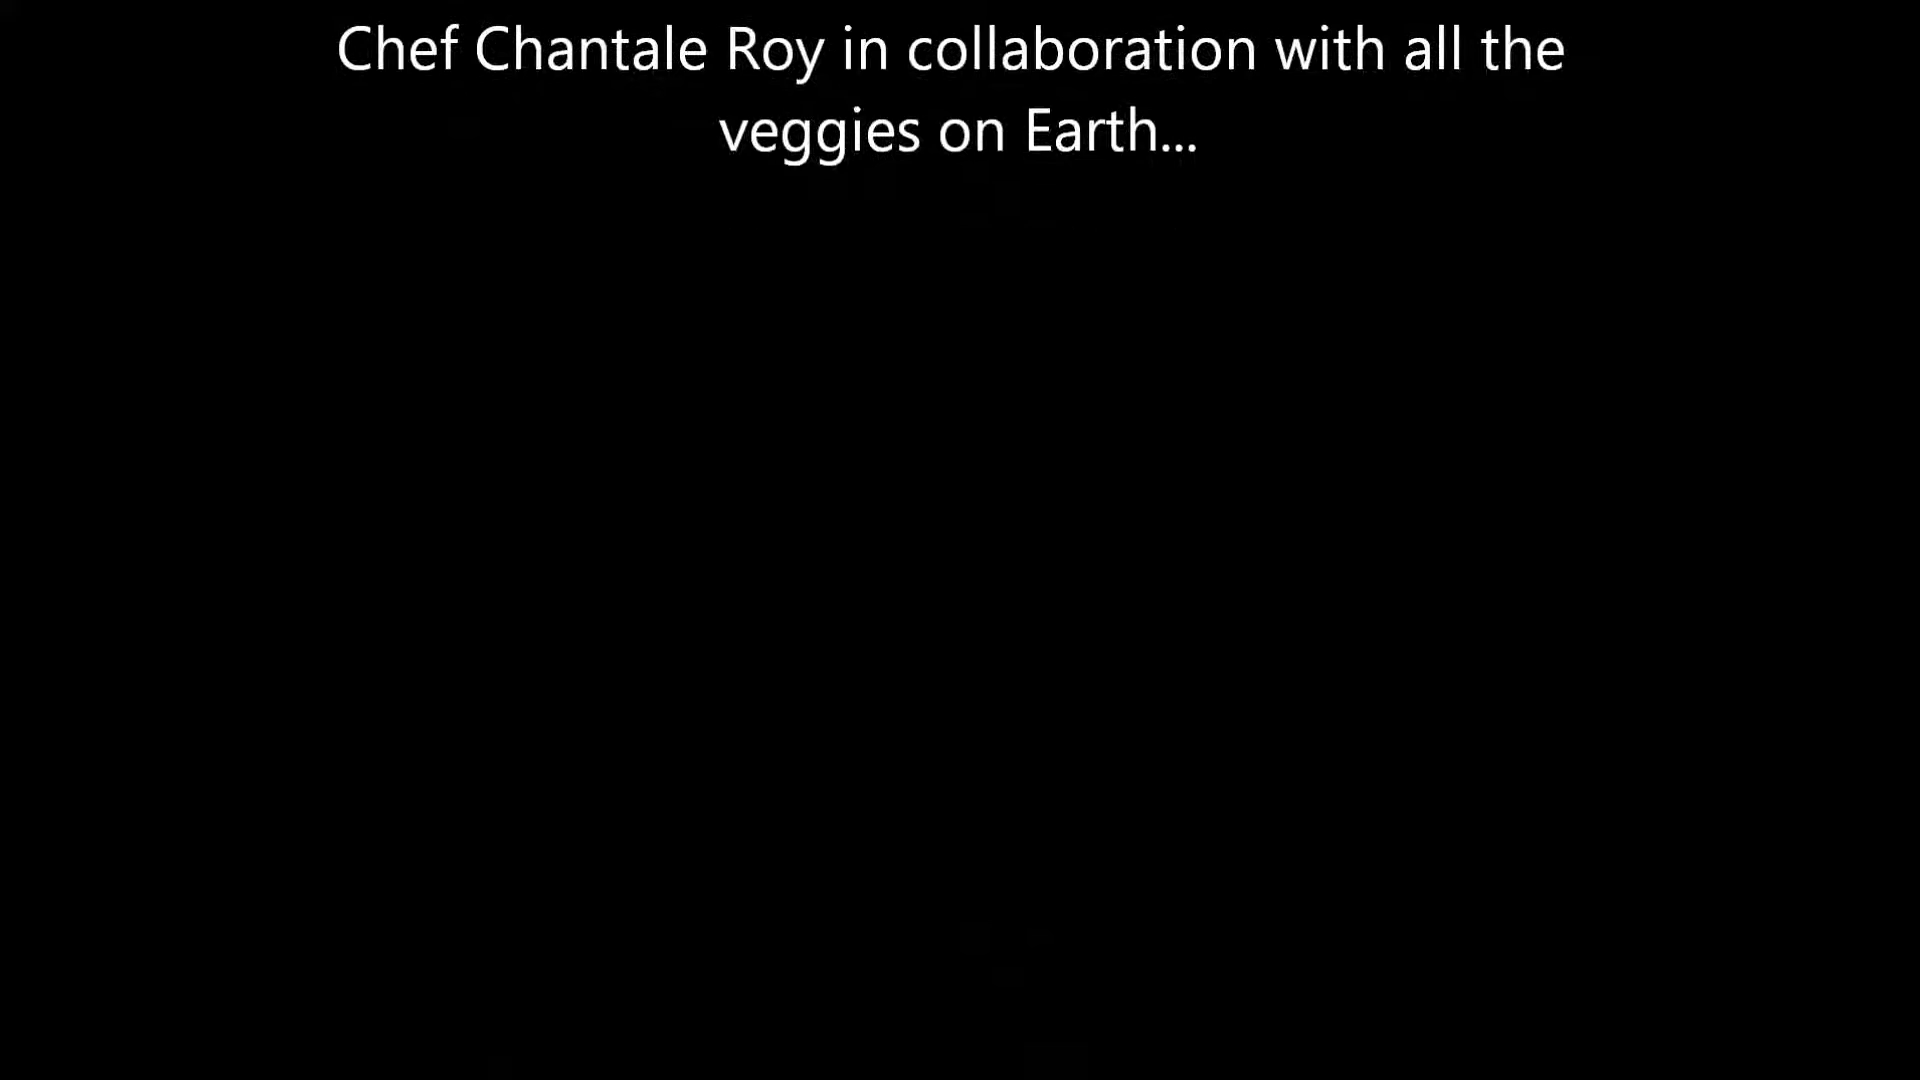 Chef Chantale Roy in collaboration with all the
veggies on Earth...